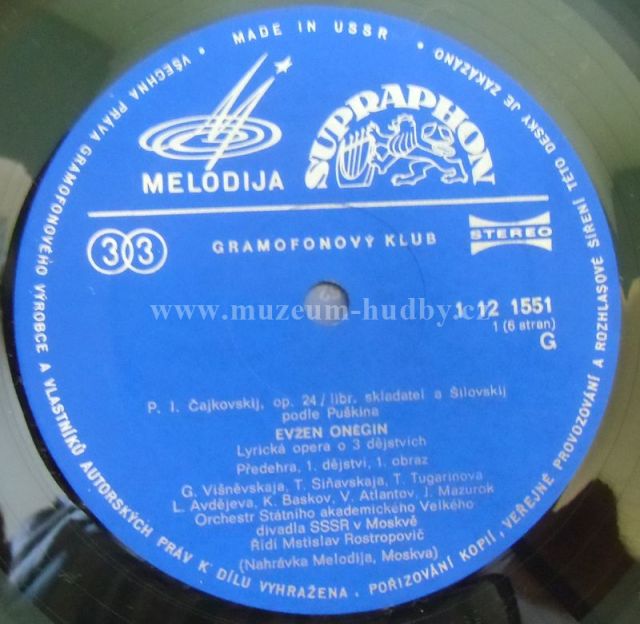 MADE IN USSR
MELODIJA
SUPRAPHON
33
GRAMOFONOVÝ KLUB
STEREO
www.muzeum-hudby.cz
1 12 1551
1 (6 stran)
G
P. I. Čajkovskij, op. 24 / libr. skladatel a Šilovskij
podle Puškina
EVŽEN ONĚGIN
Lyrická opera o 3 dějstvích
Předehra, 1. dějství, 1. obraz
G. Višněvskaja, T. Siňavskaja, T. Tugarinova
L. Avdějeva, K. Baskov, V. Atlantov, J. Mazurok
Orchestr Státního akademického Velkého
divadla SSSR v Moskvě
Řídí Mstislav Rostropovič
(Nahrávka Melodija, Moskva)
• VŠECHNA PRÁVA GRAMOFONOVÉHO VÝROBCE A VLASTNÍKŮ AUTORSKÝCH PRÁV K DÍLU VYHRAŽENA . POŘIZOVÁNÍ KOPIÍ, VEŘEJNÉ PROVOZOVÁNÍ A ROZHLASOVÉ ŠÍŘENÍ TÉTO DESKY JE ZAKÁZÁNO •